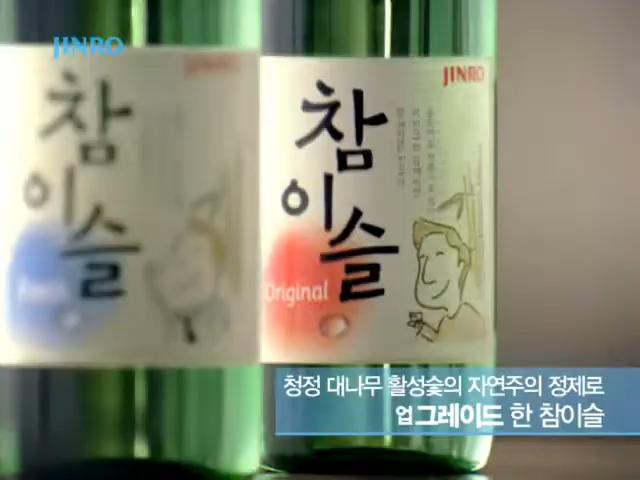 JINRO
참
이
슬
JINRO
참
이
슬
Original
청정 대나무 활성숯의 자연주의 정제로
업그레이드 한 참이슬